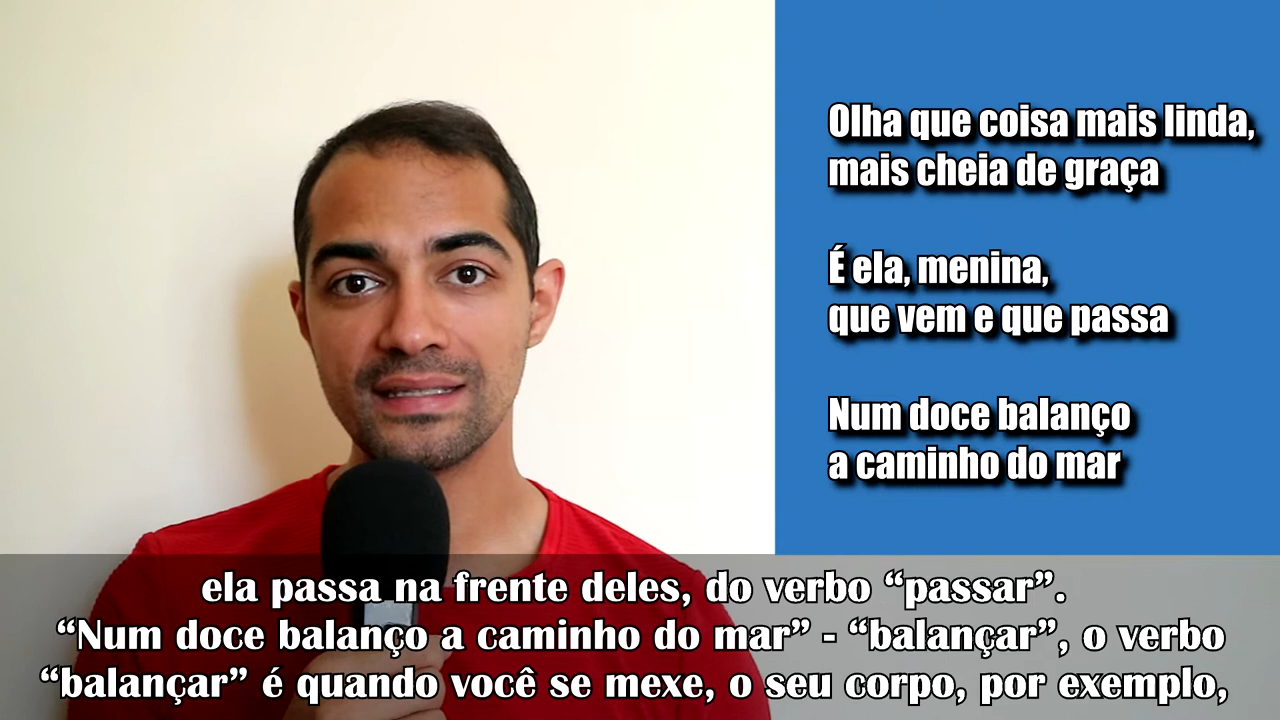 Olha que coisa mais linda,
mais cheia de graça
É ela, menina,
que vem e que passa
Num doce balanço
a caminho do mar
ela passa na frente deles, do verbo “passar”.
“Num doce balanço a caminho do mar” - “balançar”, o verbo
“balançar” é quando você se mexe, o seu corpo, por exemplo,